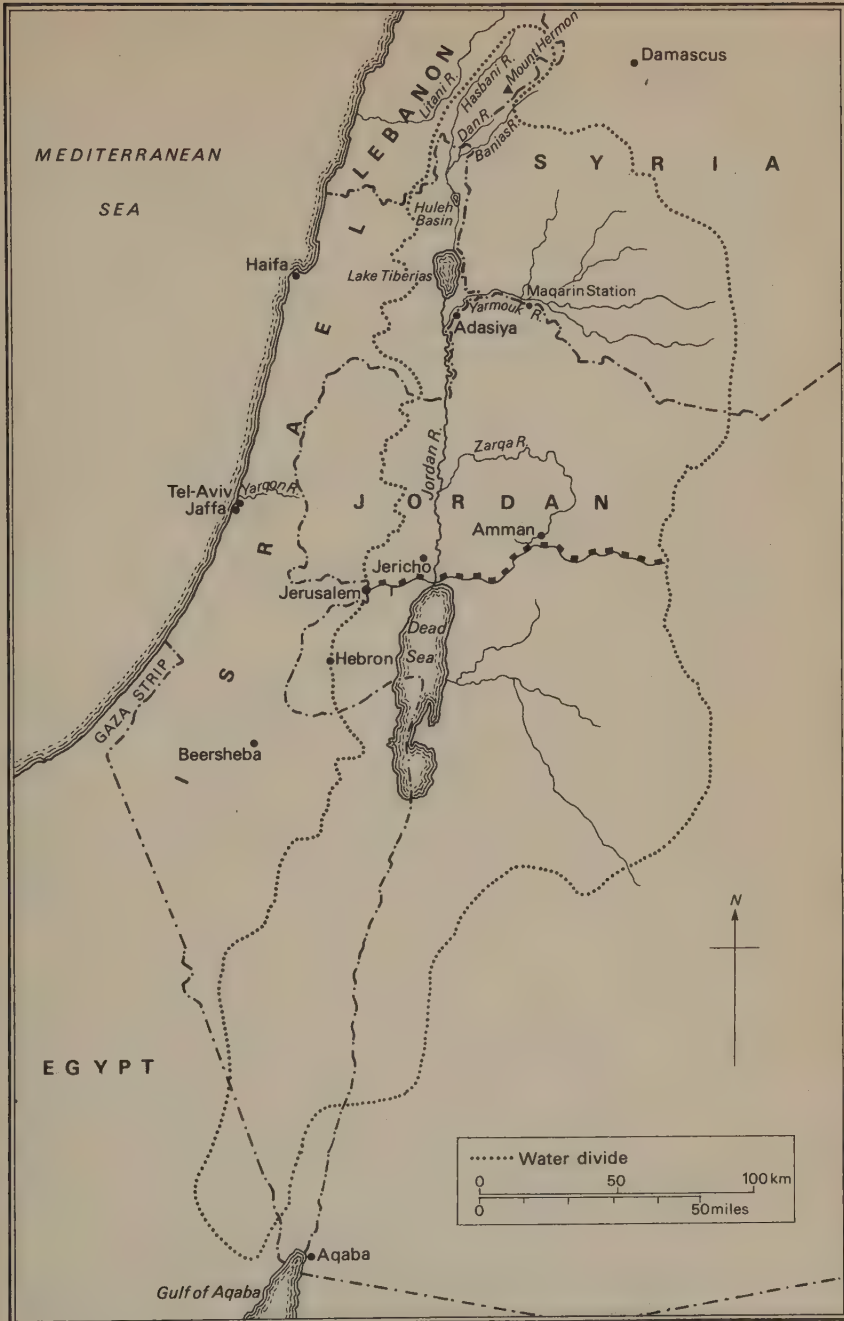 Damascus
LEBANON
Litani R.
Hasbani R.
Mount Hermon
Dan R.
Banias R.
SYRIA
MEDITERRANEAN
SEA
Huleh
Basin
Haifa
Lake Tiberias
Maqarin Station
Yarmouk R.
Adasiya
ISRAEL
Jordan R.
Zarqa R.
Tel-Aviv
Jaffa
Yarqon R.
JORDAN
Amman
Jericho
Jerusalem
Dead
Sea
Hebron
GAZA STRIP
Beersheba
N
EGYPT
Water divide
0 50 100 km
0 50 miles
Aqaba
Gulf of Aqaba